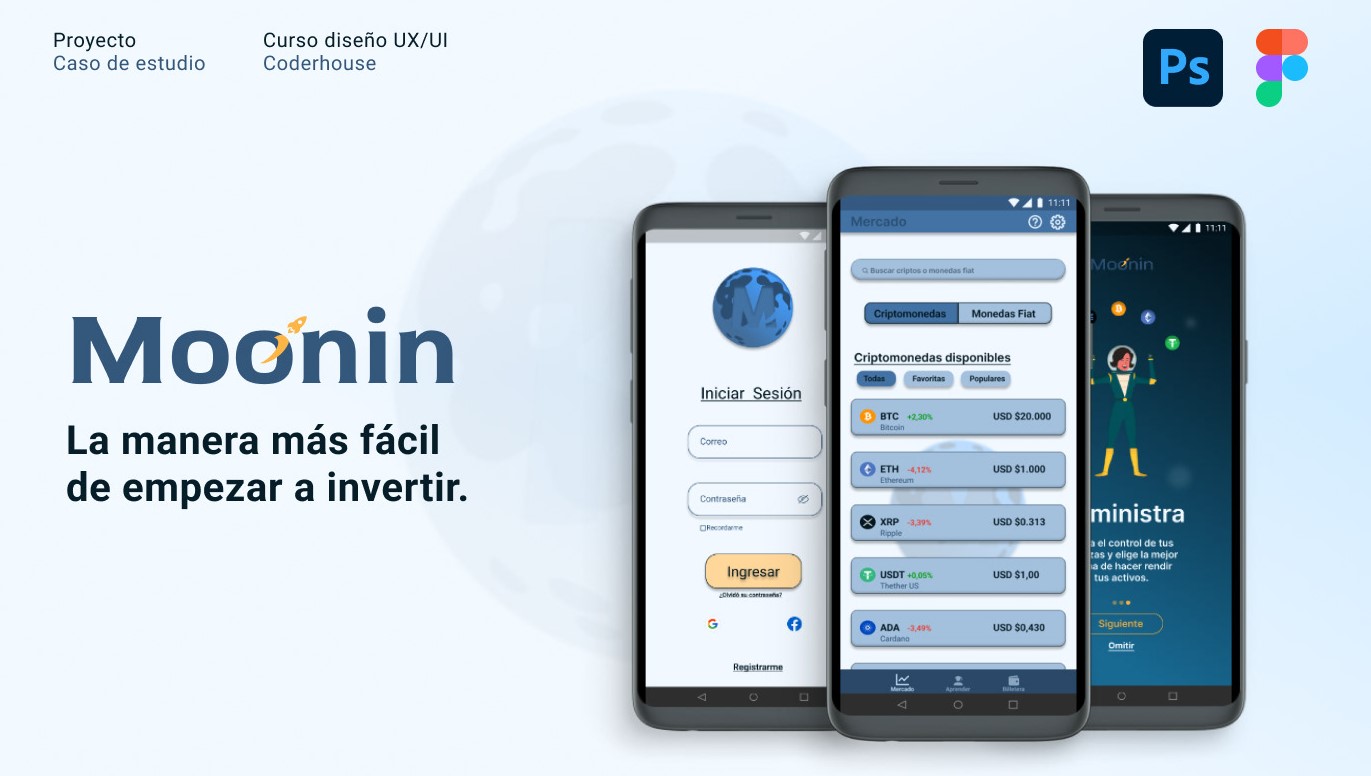 Proyecto
Caso de estudio
Curso diseño UX/UI
Coderhouse
Ps
Moonin
La manera más fácil
de empezar a invertir.
M
Iniciar Sesión
Correo
Contraseña
Recordarme
Ingresar
¿Olvidó su contraseña?
G
Registrarme
11:11
Mercado
Buscar criptos o monedas fiat
Criptomonedas
Monedas Fiat
Criptomonedas disponibles
Todas
Favoritas
Populares
BTC +2,30% USD $20.000
Bitcoin
ETH -4,12% USD $1.000
Ethereum
XRP -3,39% USD $0.313
Ripple
USDT +0,05% USD $1,00
Thether US
ADA -3,49% USD $0,430
Cardano
Mercado
Aprender
Billetera
11:11
Moonin
ministra
a el control de tus
zas y elige la mejor
a de hacer rendir
tus activos.
Siguiente
Omitir